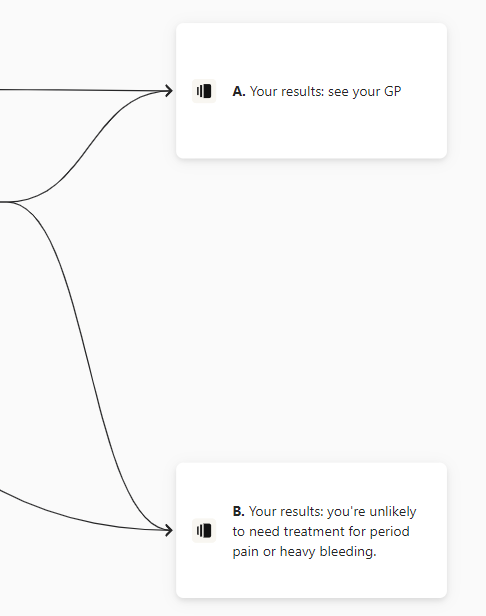 A. Your results: see your GP
B. Your results: you're unlikely
to need treatment for period
pain or heavy bleeding.